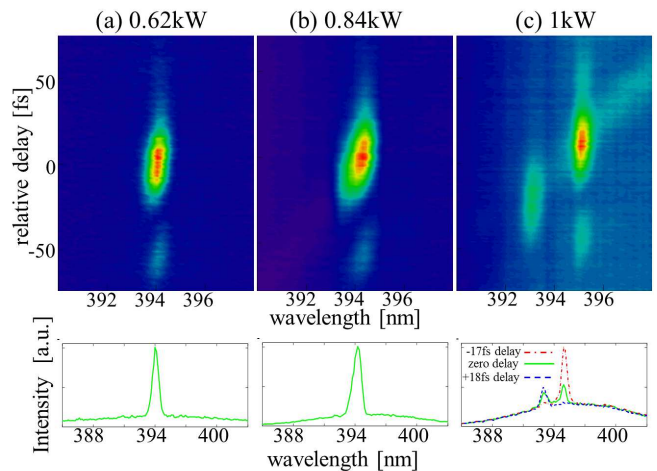 (a) 0.62kW (b) 0.84kW (c) 1kW
relative delay [fs]
50
0
-50
392 394 396 392 394 396 392 394 396
wavelength [nm]
Intensity [a.u.]
-17fs delay
zero delay
+18fs delay
388 394 400 388 394 400 388 394 400
wavelength [nm]